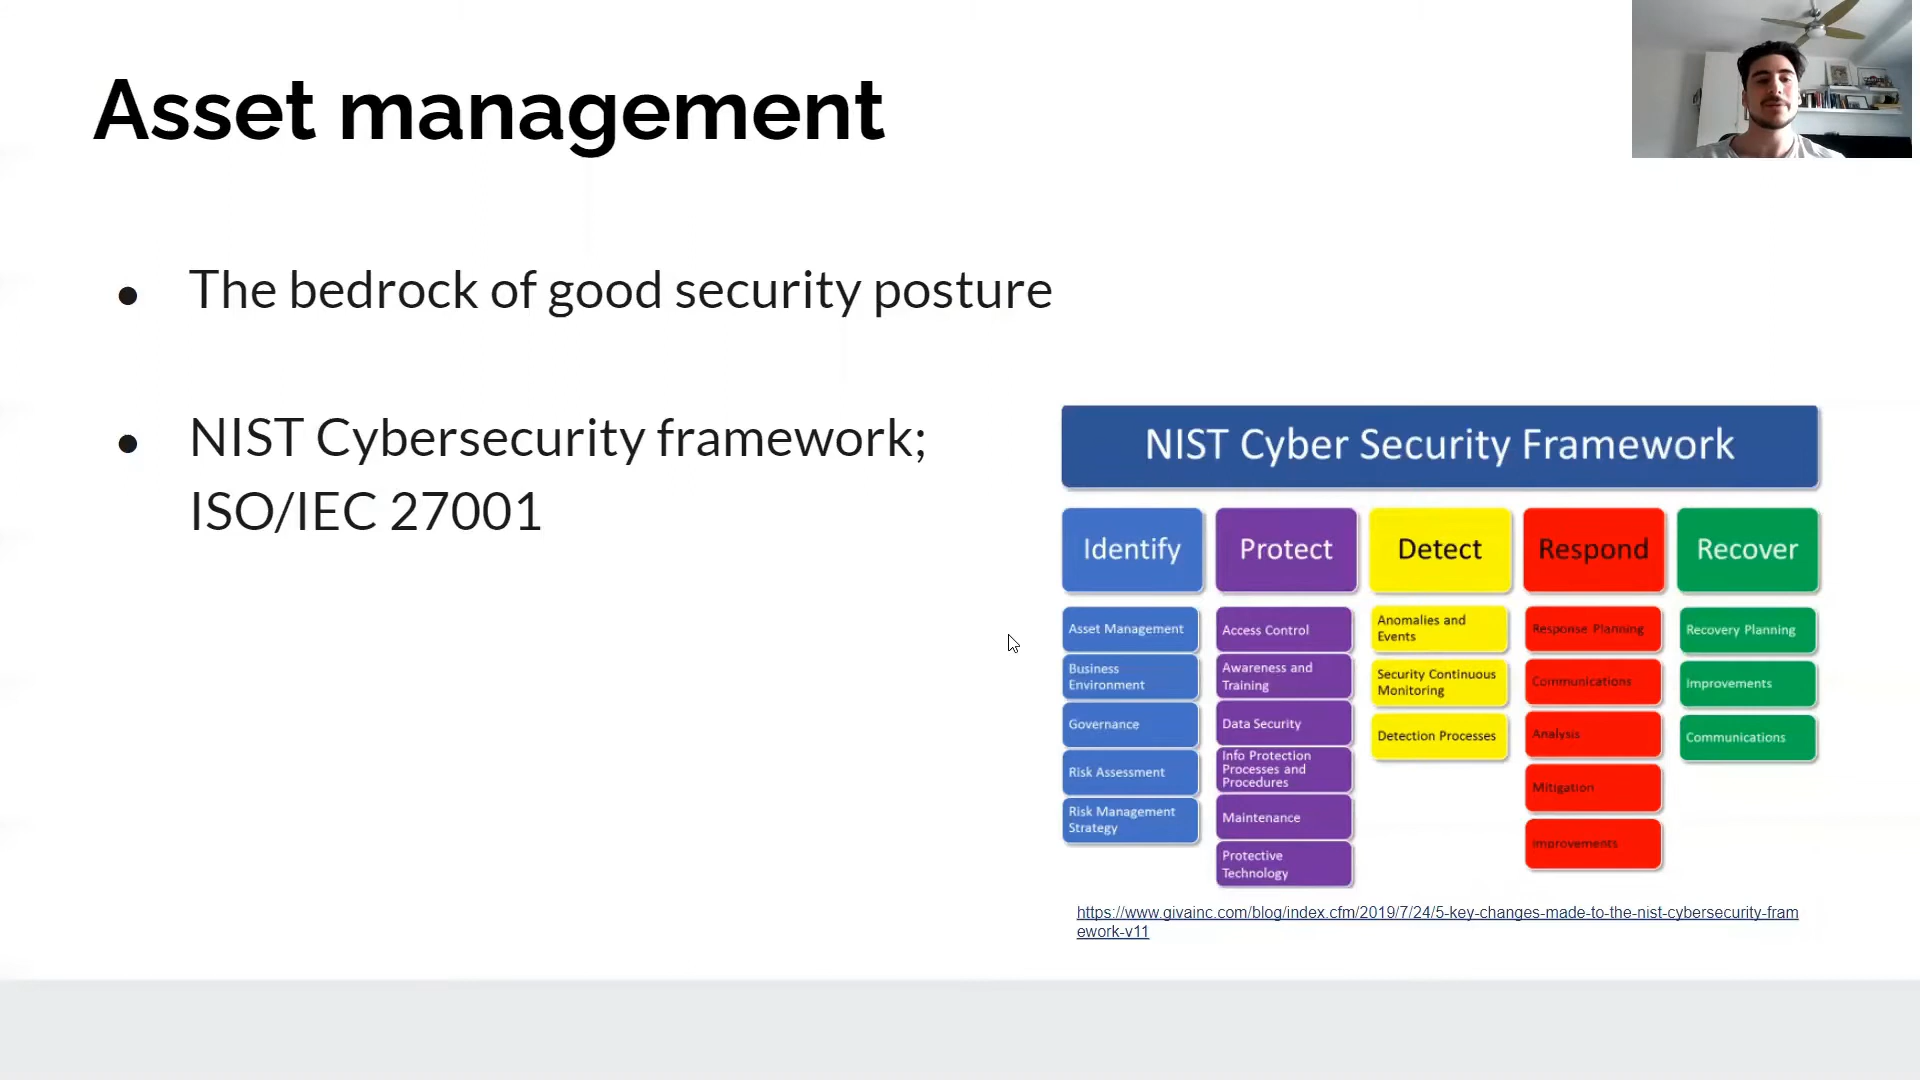 Asset management
● The bedrock of good security posture
● NIST Cybersecurity framework;
ISO/IEC 27001
NIST Cyber Security Framework
Identify
Asset Management
Business
Environment
Governance
Risk Assessment
Risk Management
Strategy
Protect
Access Control
Awareness and
Training
Data Security
Info Protection
Processes and
Procedures
Maintenance
Protective
Technology
Detect
Anomalies and
Events
Security Continuous
Monitoring
Detection Processes
Respond
Response Planning
Communications
Analysis
Mitigation
Improvements
Recover
Recovery Planning
Improvements
Communications
https://www.givainc.com/blog/index.cfm/2019/7/24/5-key-changes-made-to-the-nist-cybersecurity-fram
ework-v11